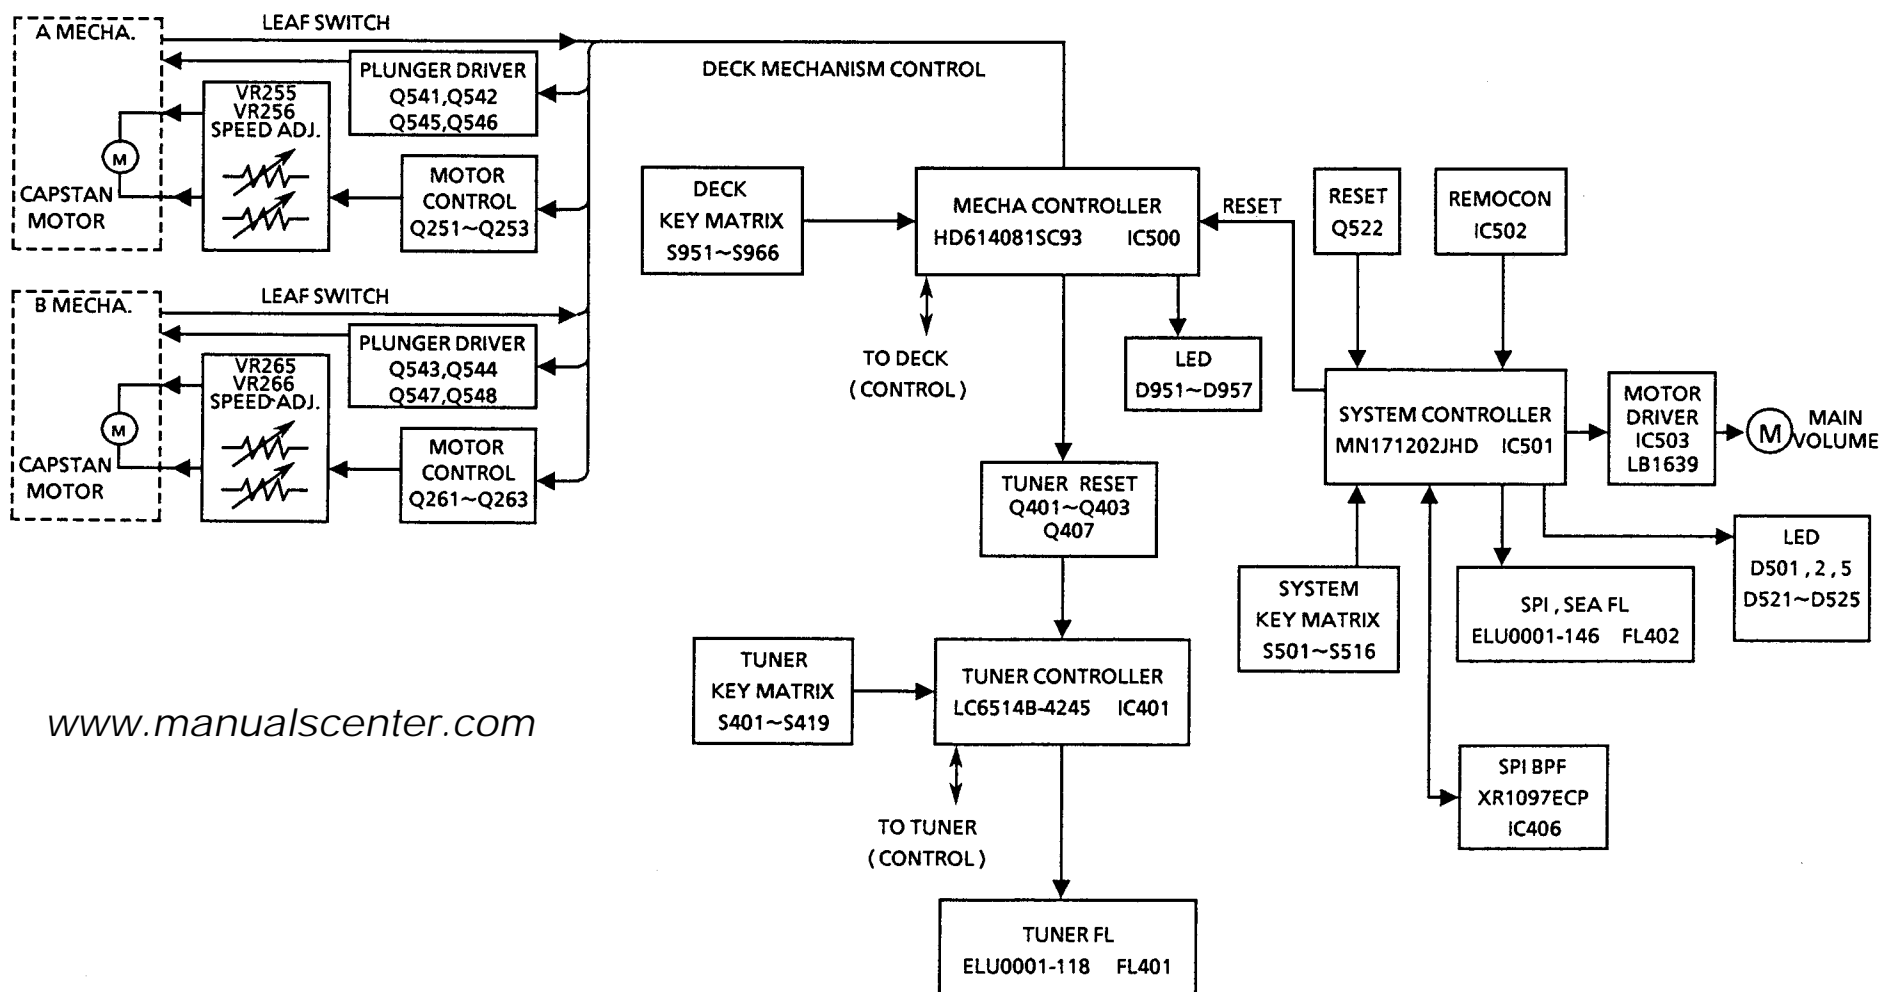 A MECHA.
LEAF SWITCH
PLUNGER DRIVER
Q541,Q542
Q545,Q546
VR255
VR256
SPEED ADJ.
M
CAPSTAN
MOTOR
MOTOR
CONTROL
Q251~Q253
DECK MECHANISM CONTROL
B MECHA.
LEAF SWITCH
PLUNGER DRIVER
Q543,Q544
Q547,Q548
VR265
VR266
SPEED ADJ.
M
CAPSTAN
MOTOR
MOTOR
CONTROL
Q261~Q263
DECK
KEY MATRIX
S951~S966
MECHA CONTROLLER
HD614081SC93 IC500
RESET
RESET
Q522
REMOCON
IC502
TO DECK
( CONTROL )
LED
D951~D957
SYSTEM CONTROLLER
MN171202JHD IC501
MOTOR
DRIVER
IC503
LB1639
M
MAIN
VOLUME
TUNER RESET
Q401~Q403
Q407
SYSTEM
KEY MATRIX
S501~S516
SPI , SEA FL
ELU0001-146 FL402
LED
D501 , 2 , 5
D521~D525
TUNER
KEY MATRIX
S401~S419
TUNER CONTROLLER
LC6514B-4245 IC401
SPI BPF
XR1097ECP
IC406
TO TUNER
( CONTROL )
TUNER FL
ELU0001-118 FL401
www.manualscenter.com